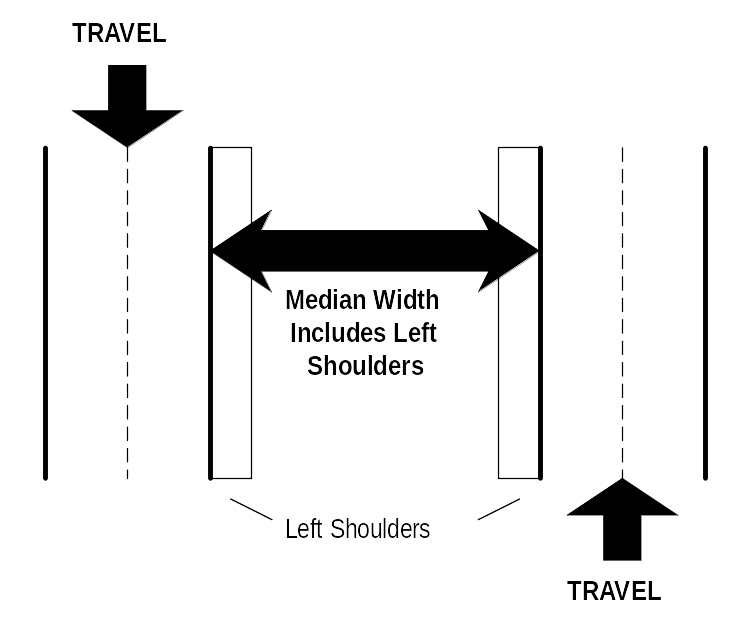 TRAVEL
Median Width
Includes Left
Shoulders
Left Shoulders
TRAVEL